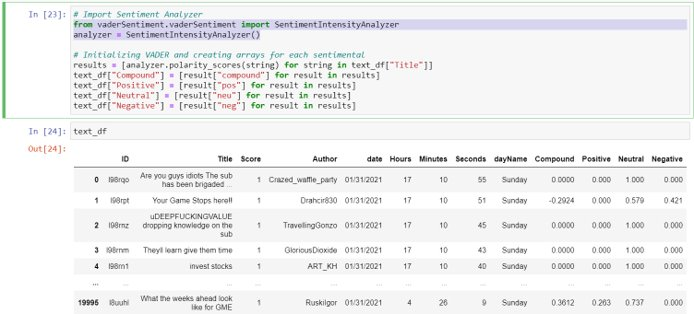 In [23]: # Import Sentiment Analyzer
from vaderSentiment.vaderSentiment import SentimentIntensityAnalyzer
analyzer = SentimentIntensityAnalyzer()
# Initializing VADER and creating arrays for each sentimental
results = [analyzer.polarity_scores(string) for string in text_df["Title"]]
text_df["Compound"] = [result["compound"] for result in results]
text_df["Positive"] = [result["pos"] for result in results]
text_df["Neutral"] = [result["neu"] for result in results]
text_df["Negative"] = [result["neg"] for result in results]
In [24]: text_df
Out[24]:
ID Title Score Author date Hours Minutes Seconds dayName Compound Positive Neutral Negative
0 l98rqo Are you guys idiots The sub has been brigaded ... 1 Crazed_waffle_party 01/31/2021 17 10 55 Sunday 0.0000 0.000 1.000 0.000
1 l98rpt Your Game Stops here!! 1 Drahcir830 01/31/2021 17 10 51 Sunday -0.2924 0.000 0.579 0.421
2 l98rnz uDEEPFUCKINGVALUE dropping knowledge on the sub 1 TravellingGonzo 01/31/2021 17 10 45 Sunday 0.0000 0.000 1.000 0.000
3 l98rnm Theyll learn give them time 1 GloriousDioxide 01/31/2021 17 10 43 Sunday 0.0000 0.000 1.000 0.000
4 l98rn1 invest stocks 1 ART_KH 01/31/2021 17 10 40 Sunday 0.0000 0.000 1.000 0.000
... ... ... ... ... ... ... ... ... ... ... ... ... ...
19995 l8uuhl What the weeks ahead look like for GME 1 Ruskilgor 01/31/2021 4 26 9 Sunday 0.3612 0.263 0.737 0.000